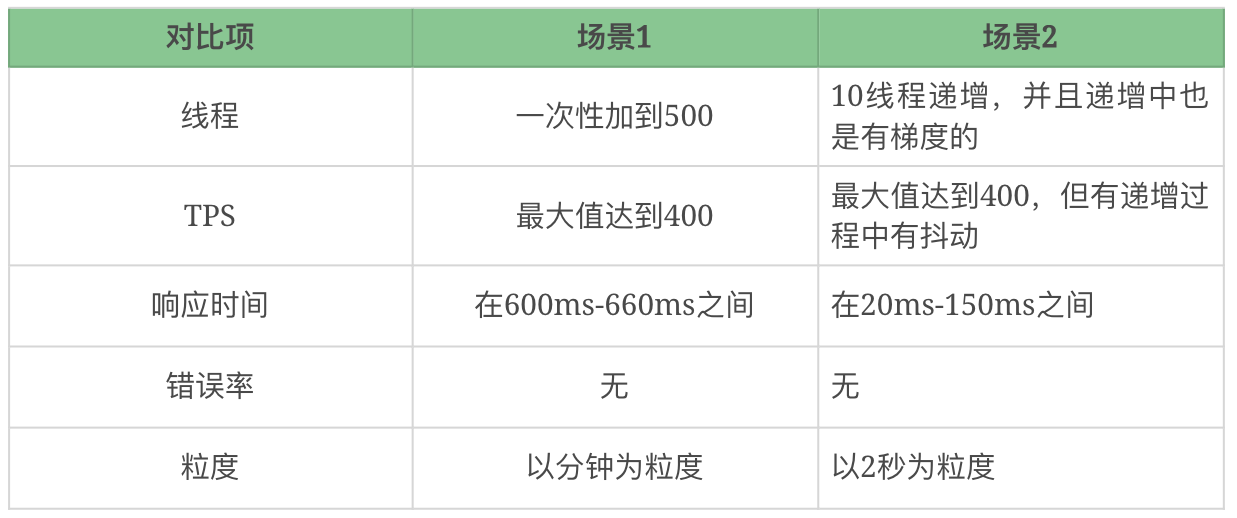 对比项 场景1 场景2
线程 一次性加到500 10线程递增，并且递增中也
是有梯度的
TPS 最大值达到400 最大值达到400，但有递增过
程中有抖动
响应时间 在600ms-660ms之间 在20ms-150ms之间
错误率 无 无
粒度 以分钟为粒度 以2秒为粒度